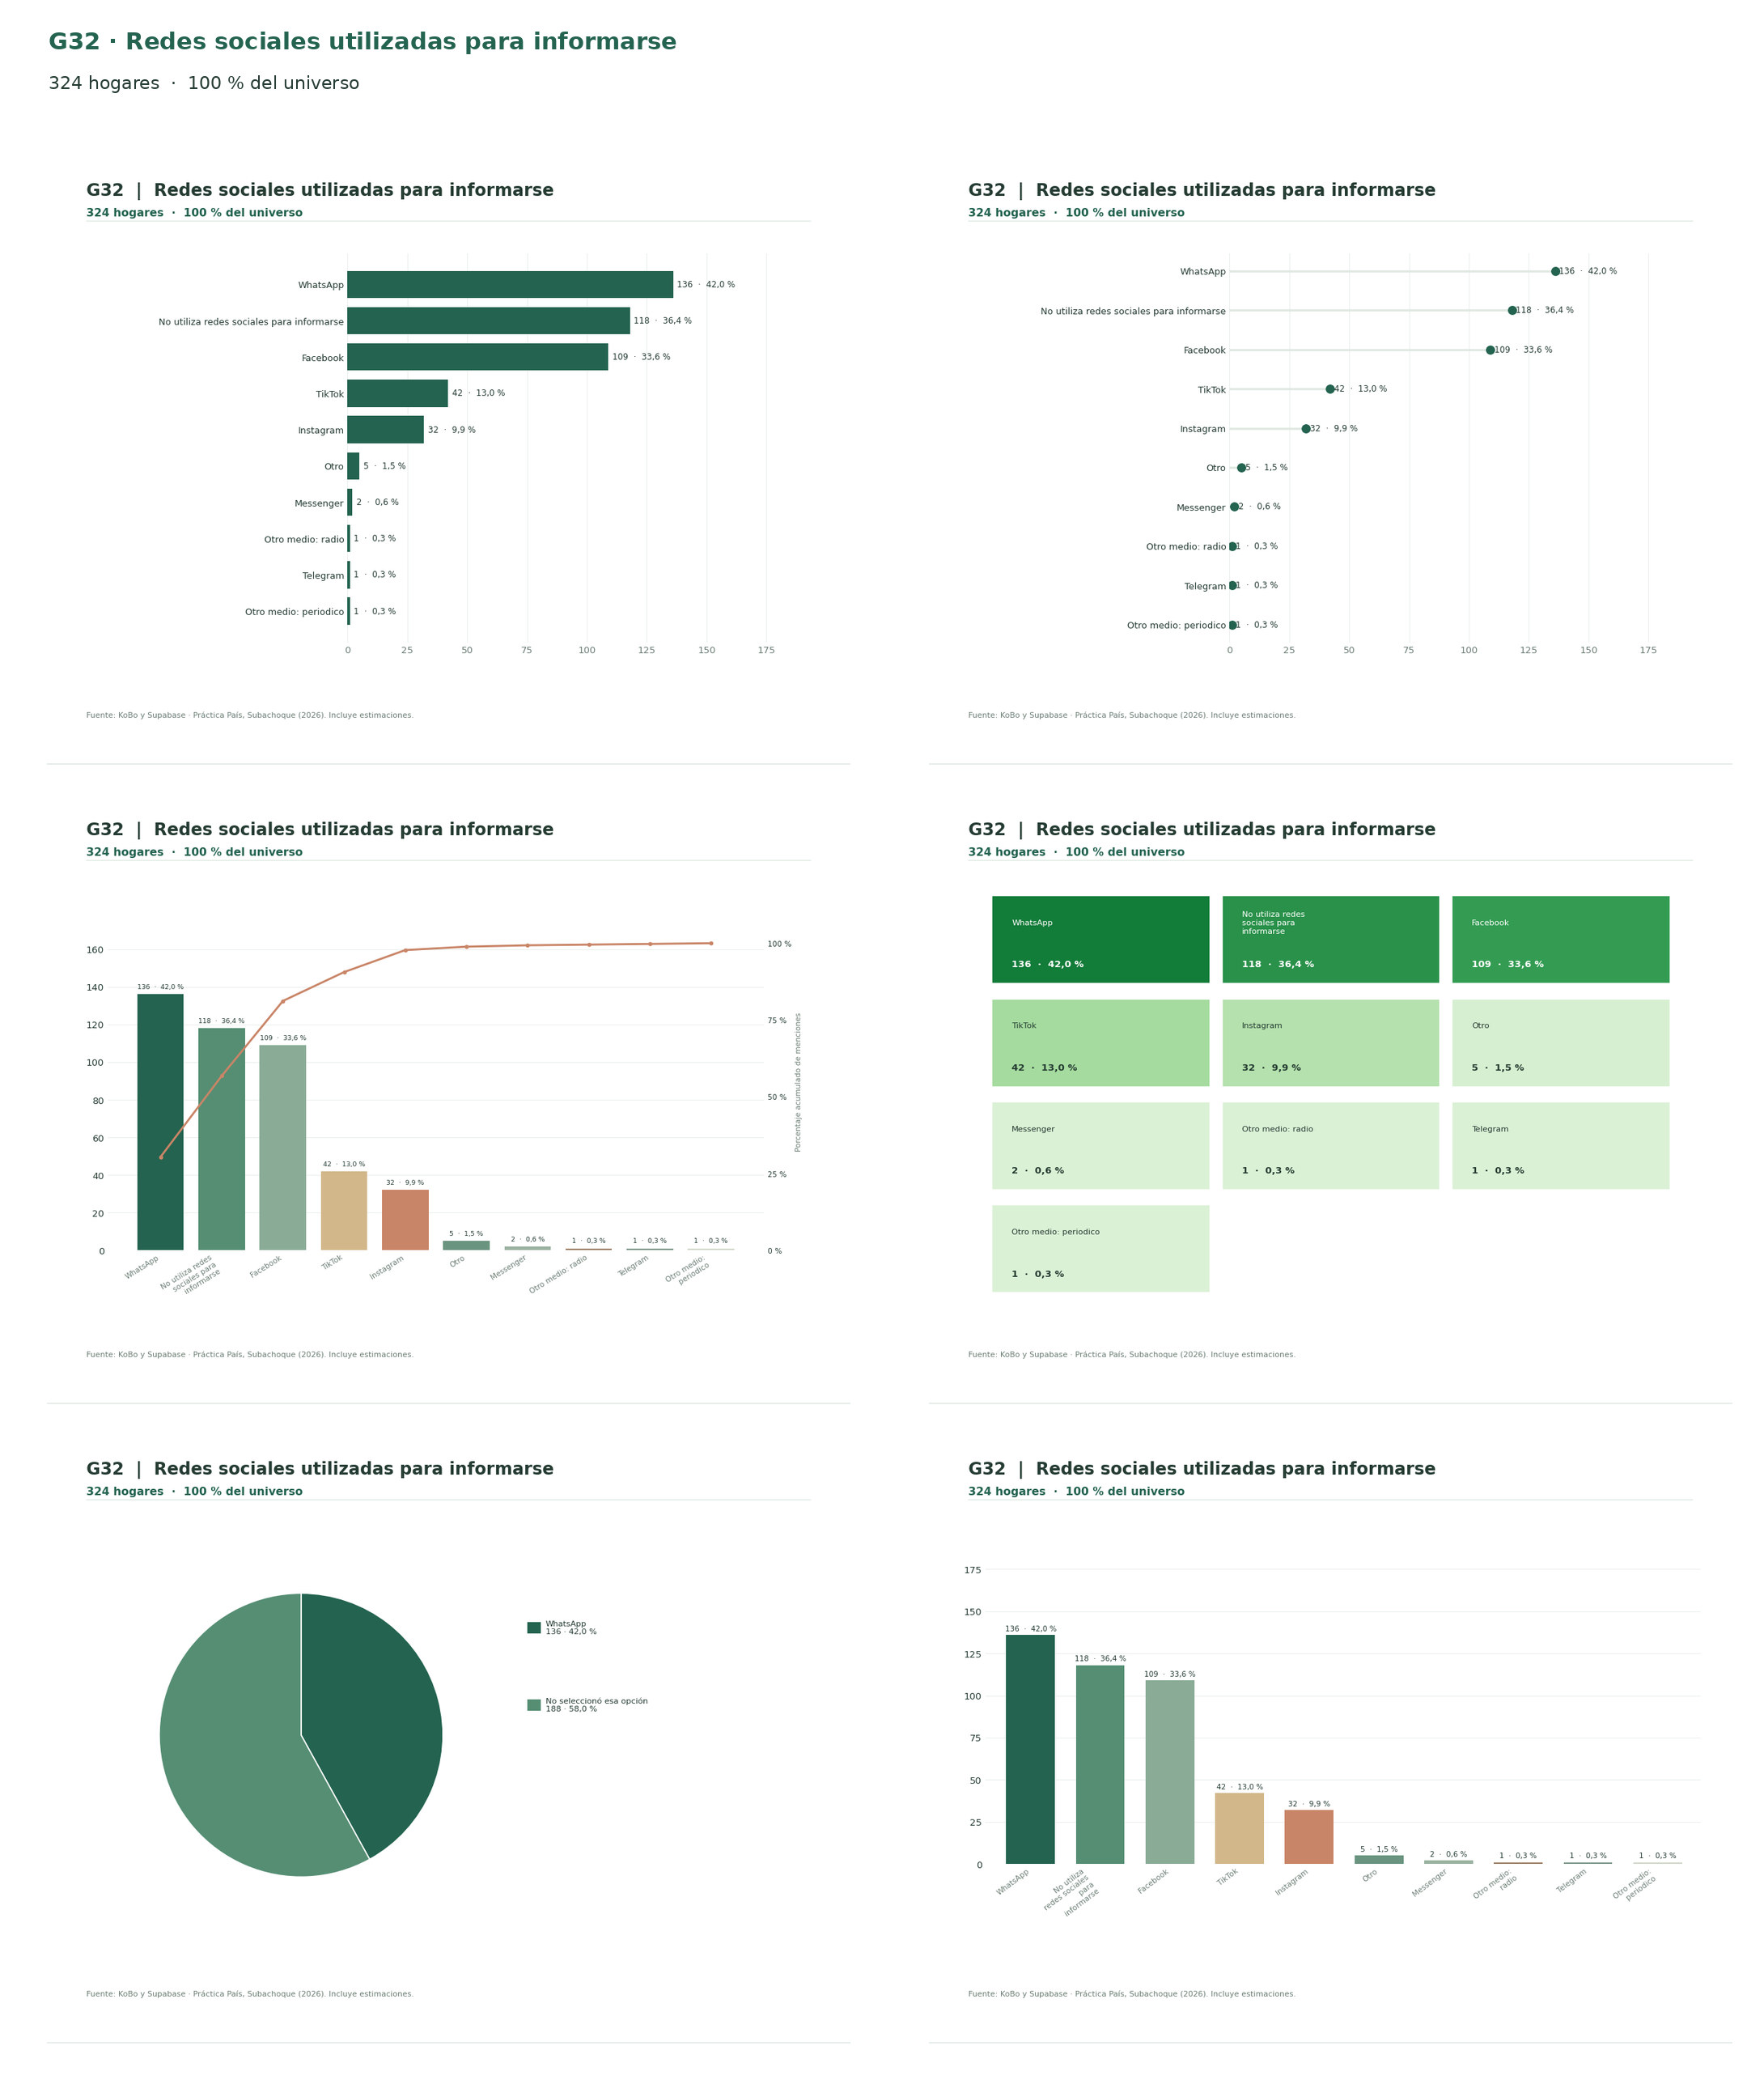 G32 · Redes sociales utilizadas para informarse
324 hogares · 100 % del universo
G32 | Redes sociales utilizadas para informarse
324 hogares · 100 % del universo
WhatsApp
136 · 42,0 %
No utiliza redes sociales para informarse
118 · 36,4 %
Facebook
109 · 33,6 %
TikTok
42 · 13,0 %
Instagram
32 · 9,9 %
Otro
5 · 1,5 %
Messenger
2 · 0,6 %
Otro medio: radio
1 · 0,3 %
Telegram
1 · 0,3 %
Otro medio: periodico
1 · 0,3 %
0 25 50 75 100 125 150 175
Fuente: KoBo y Supabase · Práctica País, Subachoque (2026). Incluye estimaciones.
G32 | Redes sociales utilizadas para informarse
324 hogares · 100 % del universo
WhatsApp
136 · 42,0 %
No utiliza redes sociales para informarse
118 · 36,4 %
Facebook
109 · 33,6 %
TikTok
42 · 13,0 %
Instagram
32 · 9,9 %
Otro
5 · 1,5 %
Messenger
2 · 0,6 %
Otro medio: radio
1 · 0,3 %
Telegram
1 · 0,3 %
Otro medio: periodico
1 · 0,3 %
0 25 50 75 100 125 150 175
Fuente: KoBo y Supabase · Práctica País, Subachoque (2026). Incluye estimaciones.
G32 | Redes sociales utilizadas para informarse
324 hogares · 100 % del universo
160
140
120
100
80
60
40
20
0
136 · 42,0 %
118 · 36,4 %
109 · 33,6 %
42 · 13,0 %
32 · 9,9 %
5 · 1,5 %
2 · 0,6 %
1 · 0,3 %
1 · 0,3 %
1 · 0,3 %
100 %
75 %
50 %
25 %
0 %
Porcentaje acumulado de menciones
WhatsApp
No utiliza redes
sociales para
informarse
Facebook
TikTok
Instagram
Otro
Messenger
Otro medio: radio
Telegram
Otro medio:
periodico
Fuente: KoBo y Supabase · Práctica País, Subachoque (2026). Incluye estimaciones.
G32 | Redes sociales utilizadas para informarse
324 hogares · 100 % del universo
WhatsApp
136 · 42,0 %
No utiliza redes
sociales para
informarse
118 · 36,4 %
Facebook
109 · 33,6 %
TikTok
42 · 13,0 %
Instagram
32 · 9,9 %
Otro
5 · 1,5 %
Messenger
2 · 0,6 %
Otro medio: radio
1 · 0,3 %
Telegram
1 · 0,3 %
Otro medio: periodico
1 · 0,3 %
Fuente: KoBo y Supabase · Práctica País, Subachoque (2026). Incluye estimaciones.
G32 | Redes sociales utilizadas para informarse
324 hogares · 100 % del universo
WhatsApp
136 · 42,0 %
No seleccionó esa opción
188 · 58,0 %
Fuente: KoBo y Supabase · Práctica País, Subachoque (2026). Incluye estimaciones.
G32 | Redes sociales utilizadas para informarse
324 hogares · 100 % del universo
175
150
125
100
75
50
25
0
136 · 42,0 %
118 · 36,4 %
109 · 33,6 %
42 · 13,0 %
32 · 9,9 %
5 · 1,5 %
2 · 0,6 %
1 · 0,3 %
1 · 0,3 %
1 · 0,3 %
WhatsApp
No utiliza
redes sociales
para
informarse
Facebook
TikTok
Instagram
Otro
Messenger
Otro medio:
radio
Telegram
Otro medio:
periodico
Fuente: KoBo y Supabase · Práctica País, Subachoque (2026). Incluye estimaciones.